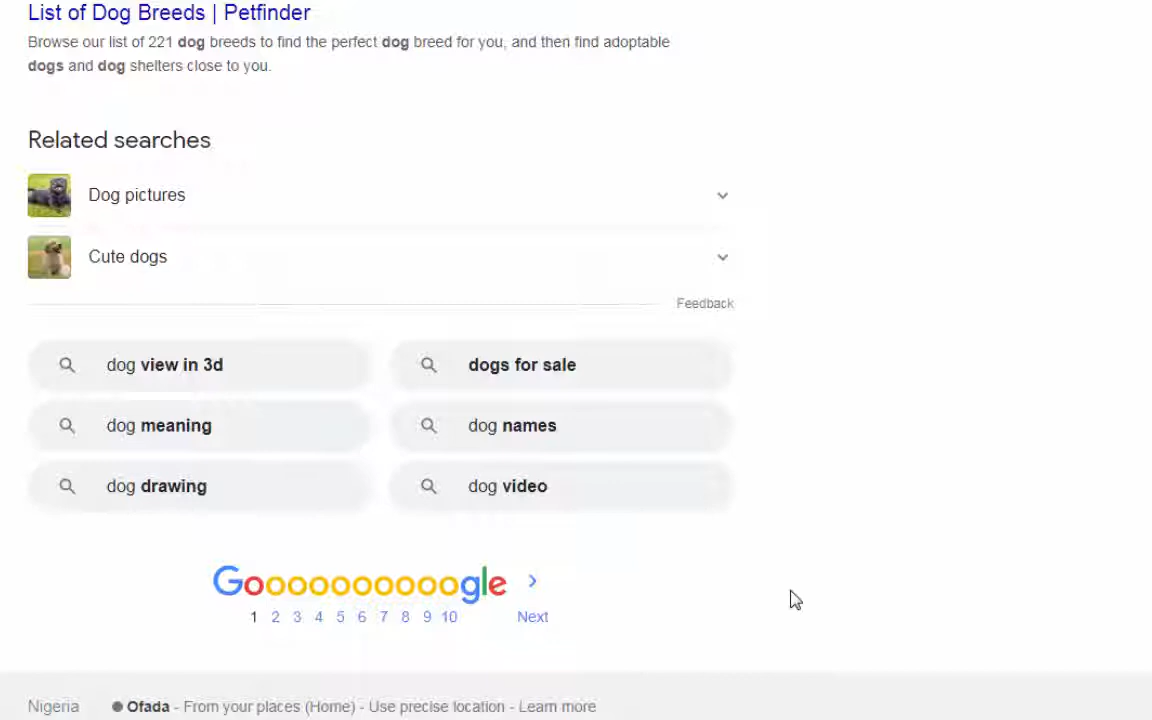 List of Dog Breeds | Petfinder
Browse our list of 221 dog breeds to find the perfect dog breed for you, and then find adoptable
dogs and dog shelters close to you.
Related searches
Dog pictures
Cute dogs
Feedback
dog view in 3d
dogs for sale
dog meaning
dog names
dog drawing
dog video
Goooooooooogle >
1 2 3 4 5 6 7 8 9 10 Next
Nigeria ● Ofada - From your places (Home) - Use precise location - Learn more